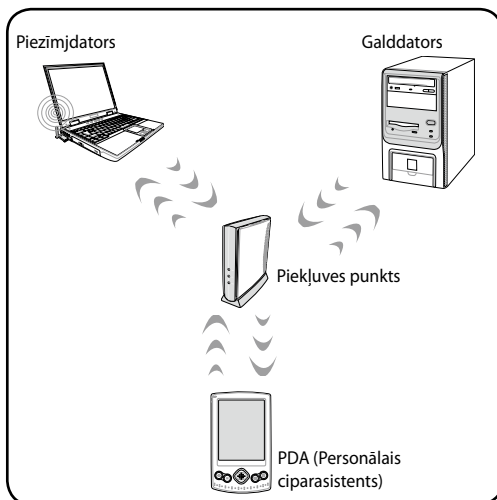 Piezīmjdators
Galddators
Piekļuves punkts
PDA (Personālais
ciparasistents)